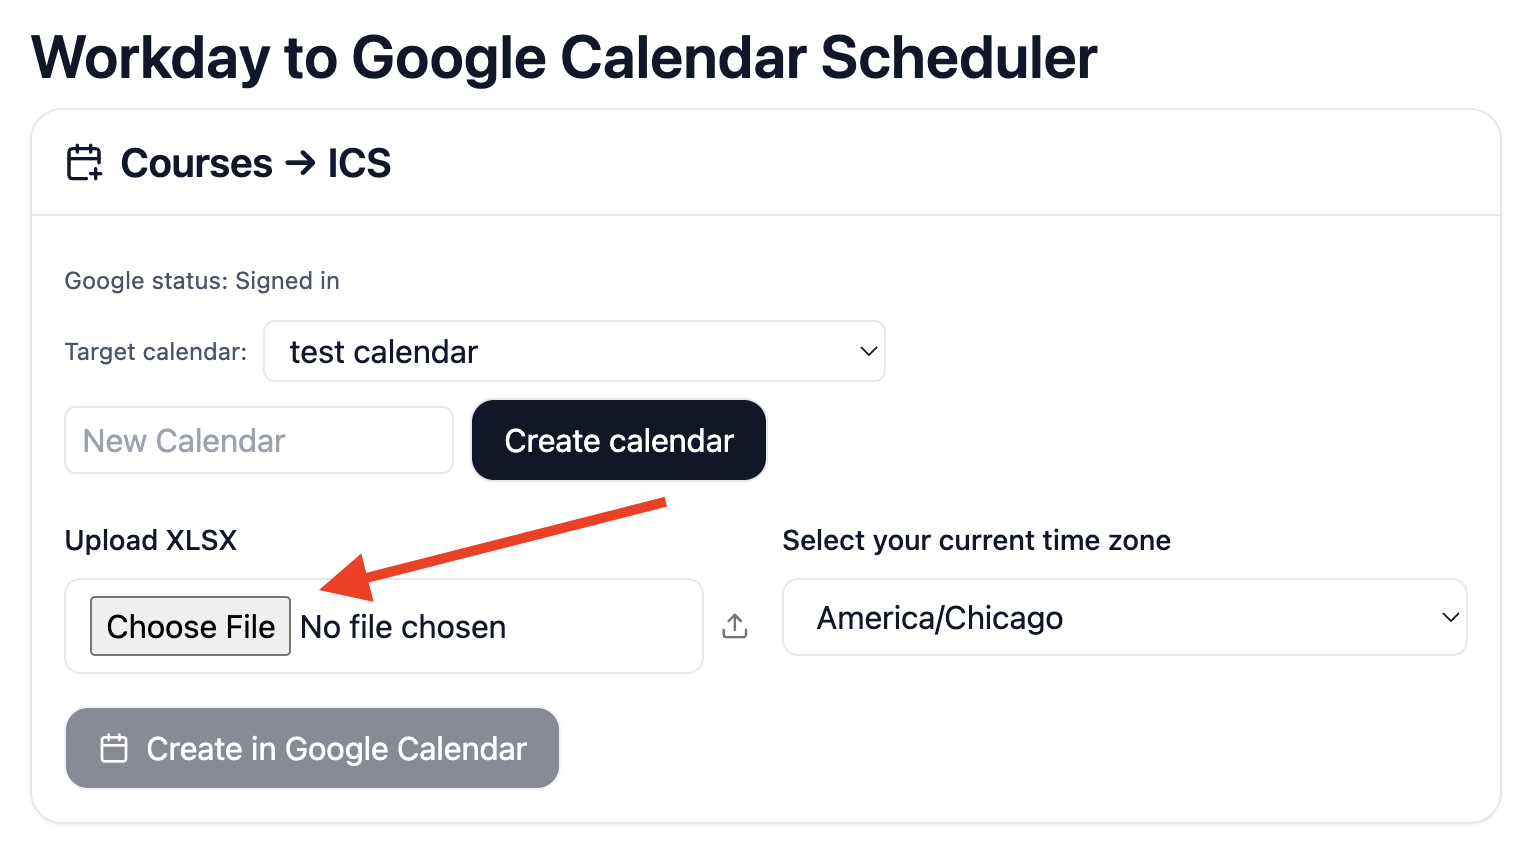 Workday to Google Calendar Scheduler
Courses → ICS
Google status: Signed in
Target calendar: test calendar
New Calendar Create calendar
Upload XLSX
Choose File No file chosen
Select your current time zone
America/Chicago
Create in Google Calendar